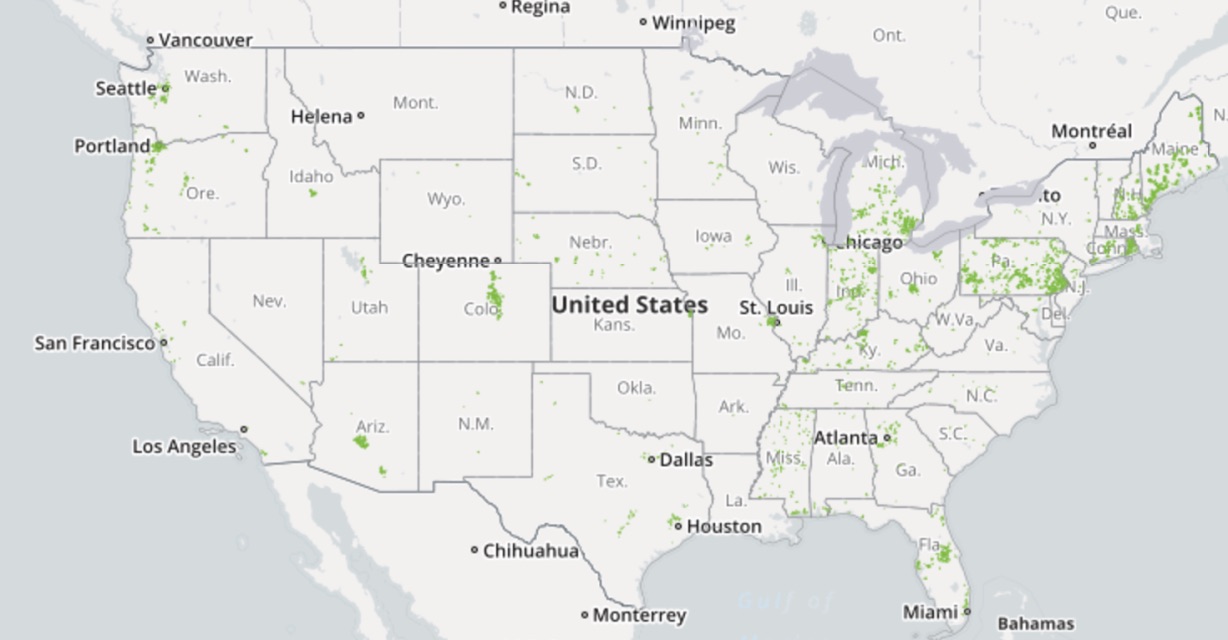 Regina
Que.
Winnipeg
Ont.
Vancouver
Wash.
Seattle
N.D.
Mont.
Helena
Minn.
Montréal
Portland
Maine
S.D.
Wis.
Mich.
Idaho
Ore.
Wyo.
N.H.
N.Y.
Mass.
Iowa
Nebr.
Chicago
Conn.
Cheyenne
Pa.
Ohio
Ill.
Ind.
N.J.
Nev.
Utah
Colo.
United States
St. Louis
Del.
W.Va.
Kans.
Mo.
San Francisco
Va.
Ky.
Calif.
Tenn.
Okla.
N.C.
Ark.
N.M.
Ariz.
S.C.
Atlanta
Los Angeles
Miss.
Ala.
Dallas
Ga.
Tex.
La.
Houston
Fla.
Chihuahua
Gulf of
Miami
Monterrey
Bahamas